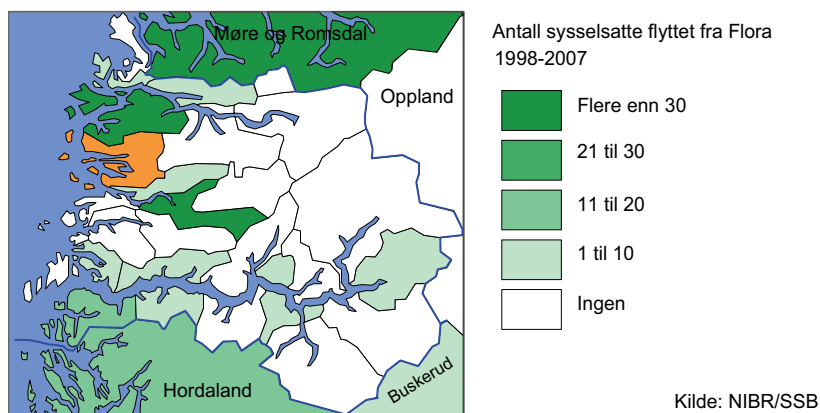 Møre og Romsdal
Oppland
Hordaland
Buskerud
Antall sysselsatte flyttet fra Flora
1998-2007
Flere enn 30
21 til 30
11 til 20
1 til 10
Ingen
Kilde: NIBR/SSB